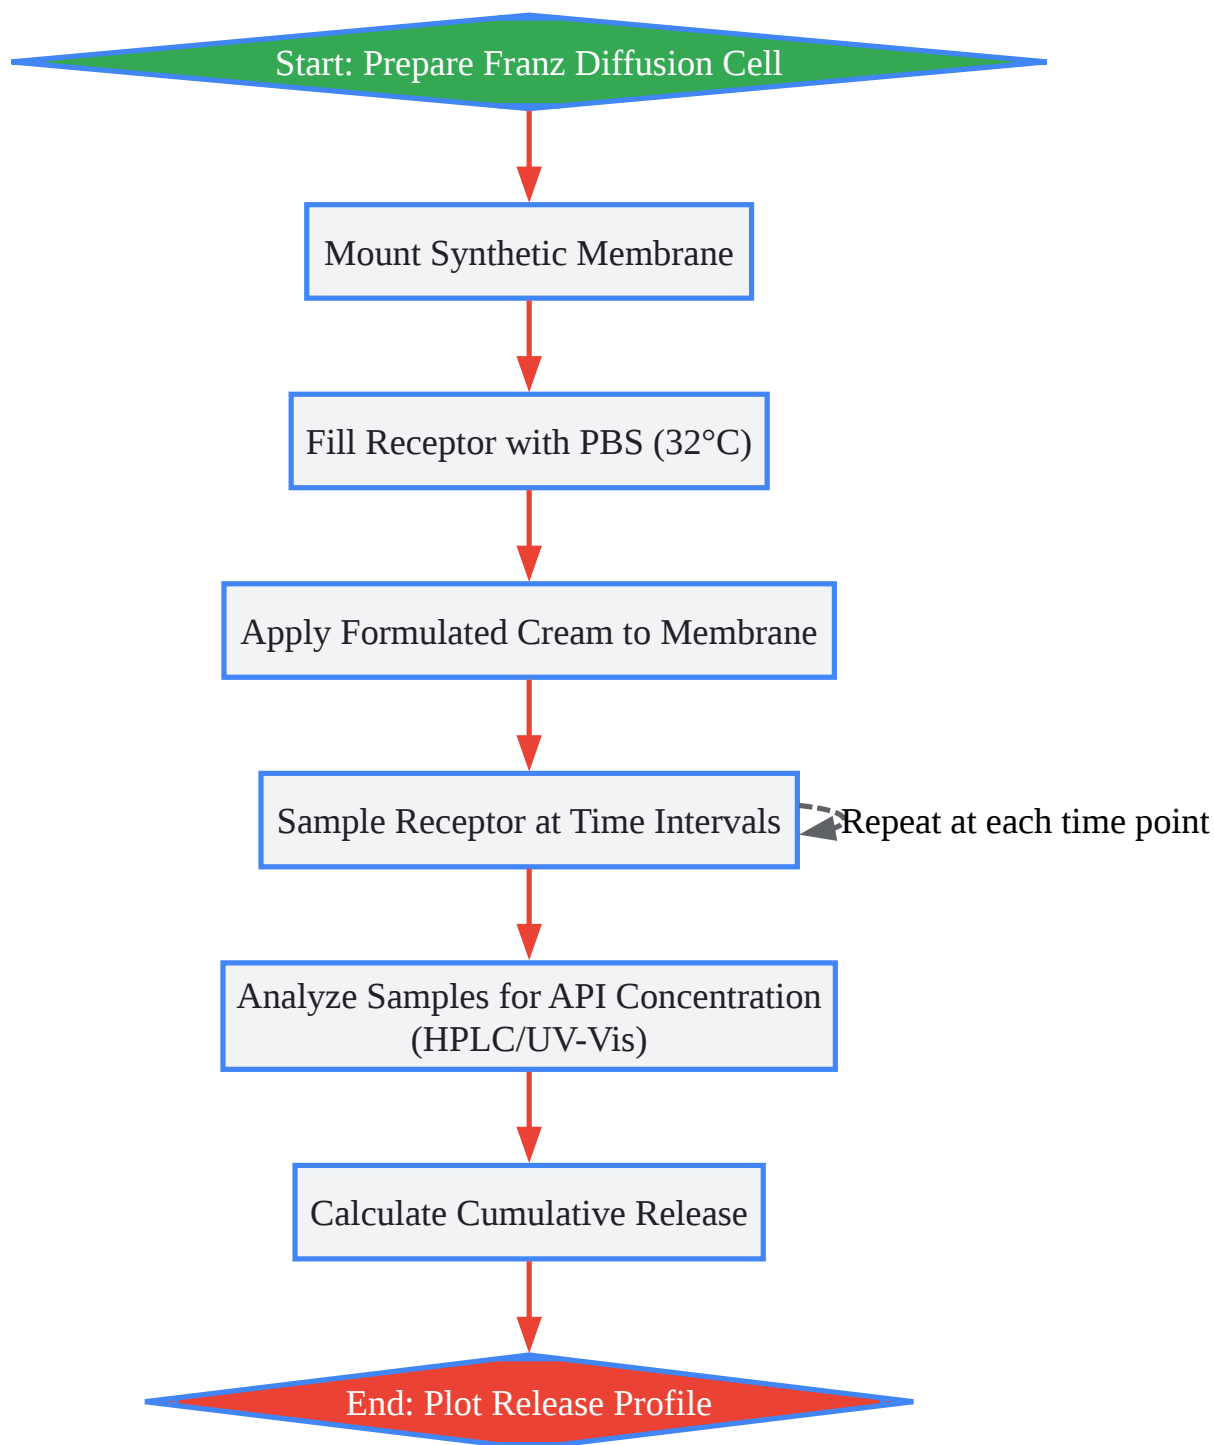 Start: Prepare Franz Diffusion Cell
Mount Synthetic Membrane
Fill Receptor with PBS (32°C)
Apply Formulated Cream to Membrane
Sample Receptor at Time Intervals
Repeat at each time point
Analyze Samples for API Concentration
(HPLC/UV-Vis)
Calculate Cumulative Release
End: Plot Release Profile